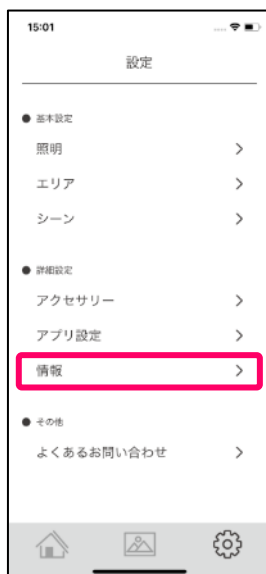 15:01
設定
基本設定
照明
エリア
シーン
詳細設定
アクセサリー
アプリ設定
情報
その他
よくあるお問い合わせ